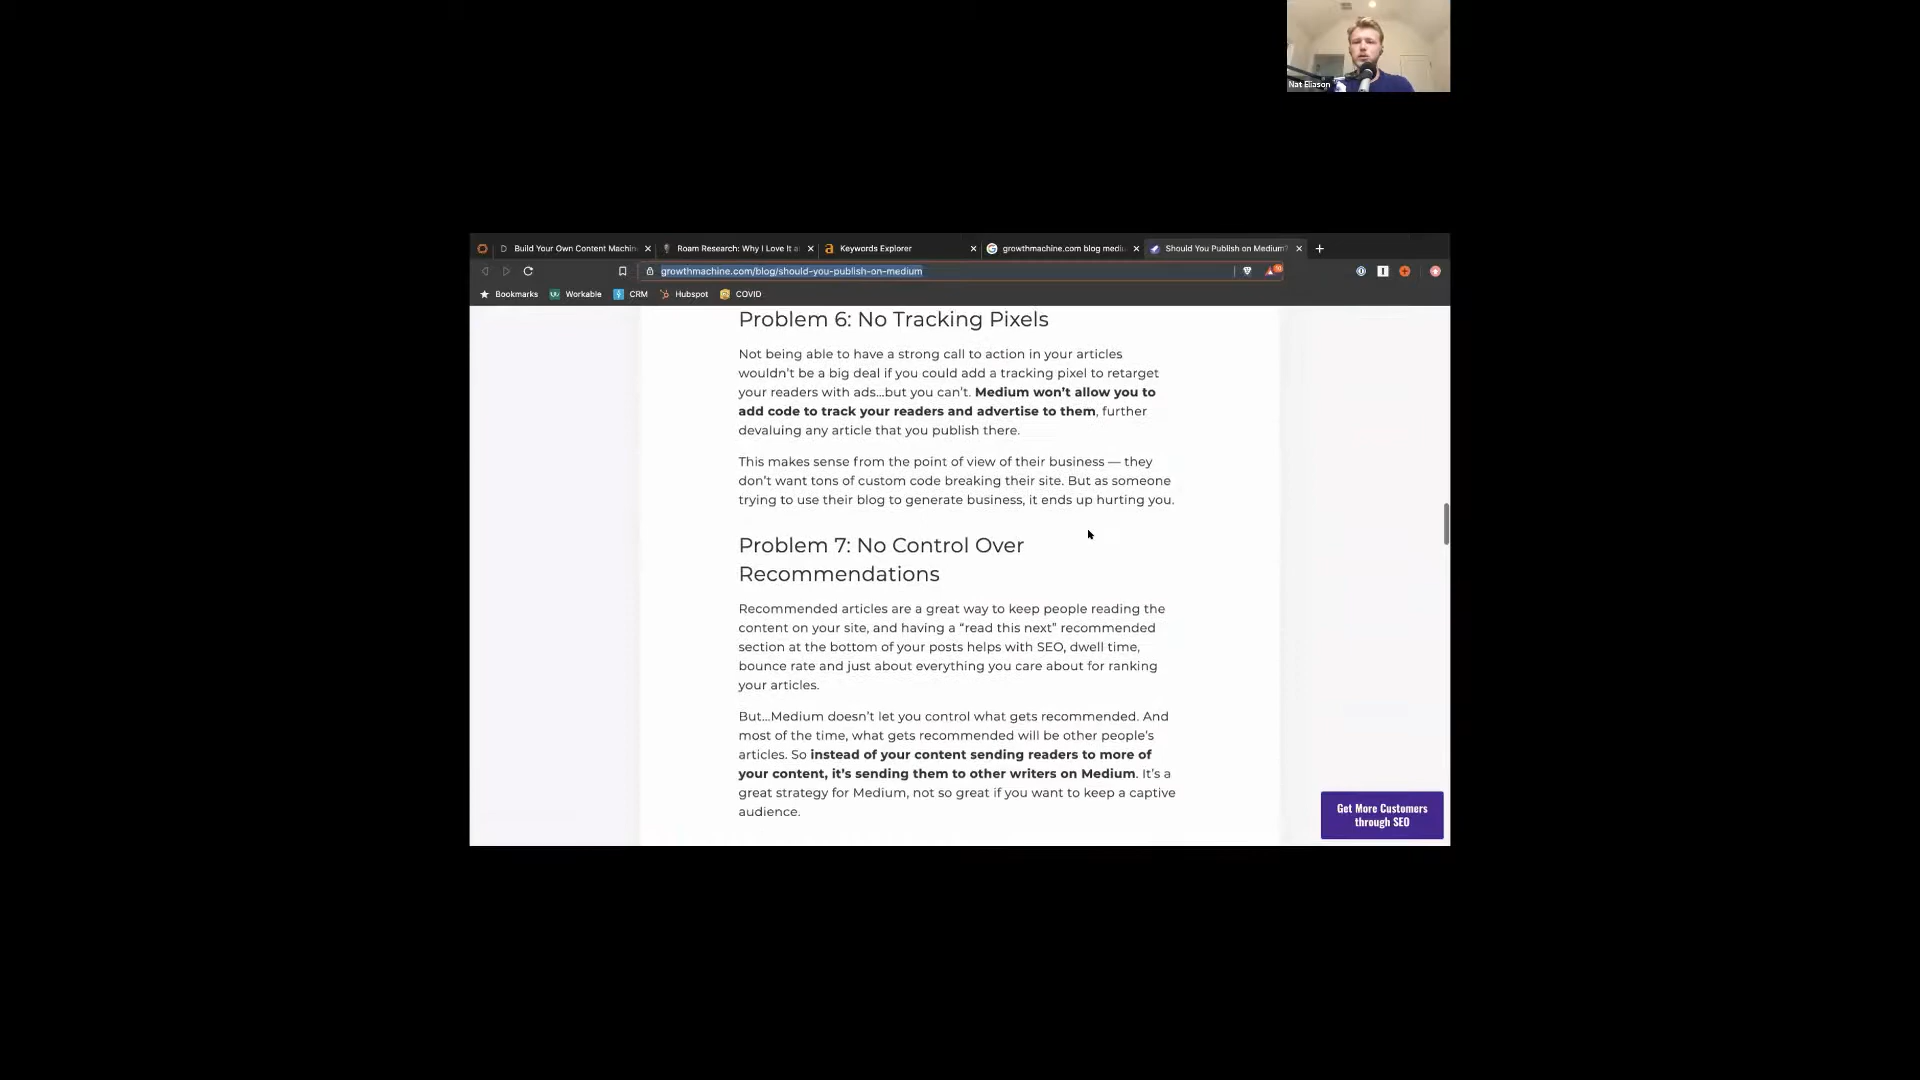 Nat Eliason
Build Your Own Content Machin
Roam Research: Why I Love It a
Keywords Explorer
growthmachine.com blog medi
Should You Publish on Medium?
growthmachine.com/blog/should-you-publish-on-medium
Bookmarks
Workable
CRM
Hubspot
COVID
Problem 6: No Tracking Pixels
Not being able to have a strong call to action in your articles
wouldn't be a big deal if you could add a tracking pixel to retarget
your readers with ads...but you can't. Medium won't allow you to
add code to track your readers and advertise to them, further
devaluing any article that you publish there.
This makes sense from the point of view of their business — they
don't want tons of custom code breaking their site. But as someone
trying to use their blog to generate business, it ends up hurting you.
Problem 7: No Control Over
Recommendations
Recommended articles are a great way to keep people reading the
content on your site, and having a “read this next” recommended
section at the bottom of your posts helps with SEO, dwell time,
bounce rate and just about everything you care about for ranking
your articles.
But...Medium doesn't let you control what gets recommended. And
most of the time, what gets recommended will be other people's
articles. So instead of your content sending readers to more of
your content, it's sending them to other writers on Medium. It's a
great strategy for Medium, not so great if you want to keep a captive
audience.
Get More Customers
through SEO